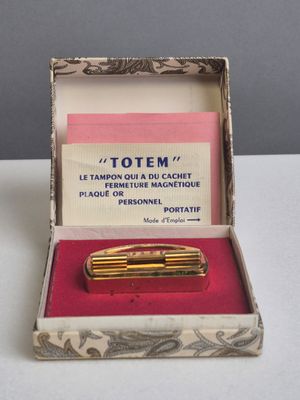 "TOTEM"
LE TAMPON QUI A DU CACHET
FERMETURE MAGNÉTIQUE
PLAQUÉ OR
PERSONNEL
PORTATIF
Mode d'Emploi →